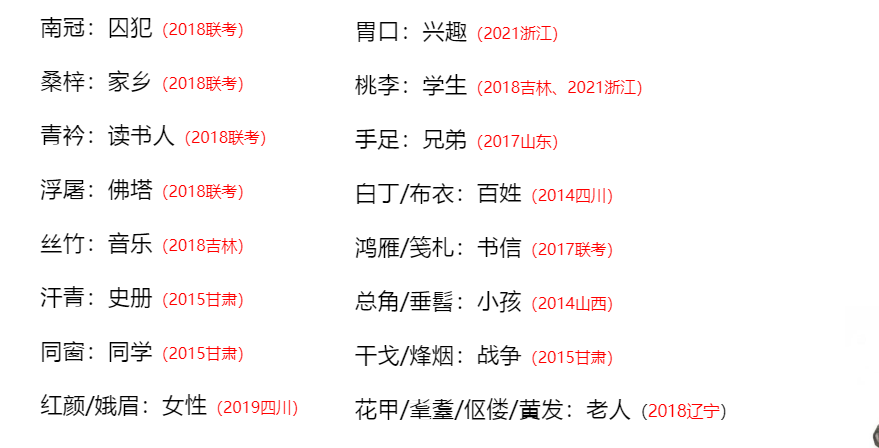 南冠：囚犯（2018联考）
桑梓：家乡（2018联考）
青衿：读书人（2018联考）
浮屠：佛塔（2018联考）
丝竹：音乐（2018吉林）
汗青：史册（2015甘肃）
同窗：同学（2015甘肃）
红颜/娥眉：女性（2019四川）
胃口：兴趣（2021浙江）
桃李：学生（2018吉林、2021浙江）
手足：兄弟（2017山东）
白丁/布衣：百姓（2014四川）
鸿雁/笺札：书信（2017联考）
总角/垂髫：小孩（2014山西）
干戈/烽烟：战争（2015甘肃）
花甲/耄耋/伛偻/黄发：老人（2018辽宁）